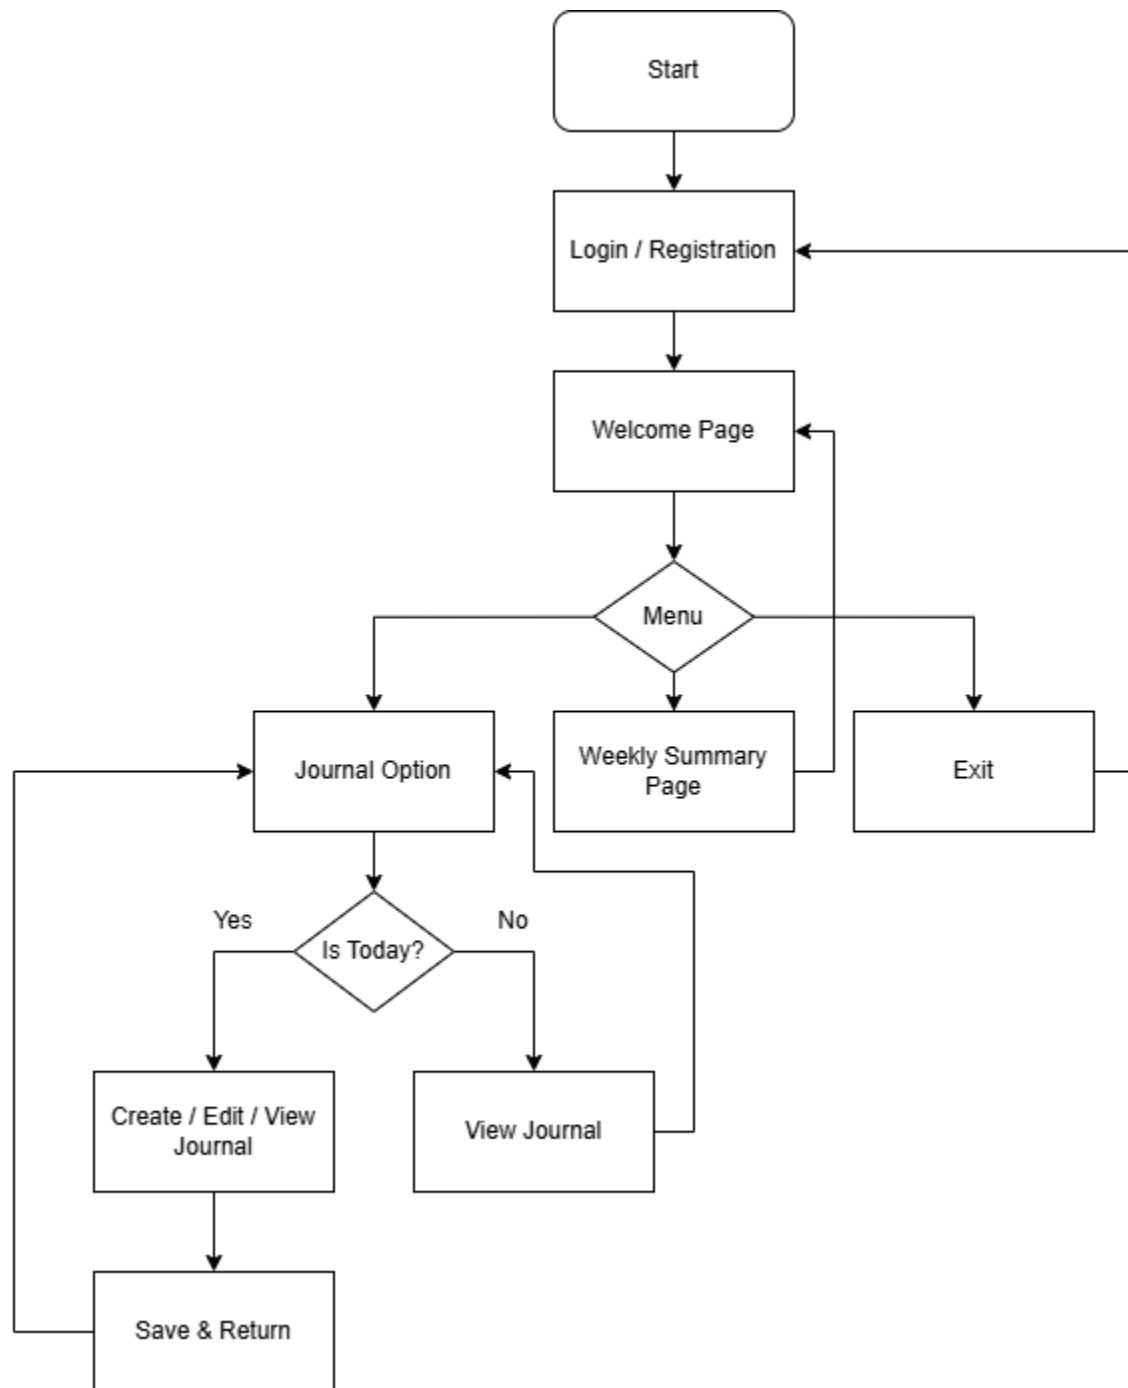 Start
Login / Registration
Welcome Page
Menu
Journal Option
Weekly Summary
Page
Exit
Yes
No
Is Today?
Create / Edit / View
Journal
View Journal
Save & Return